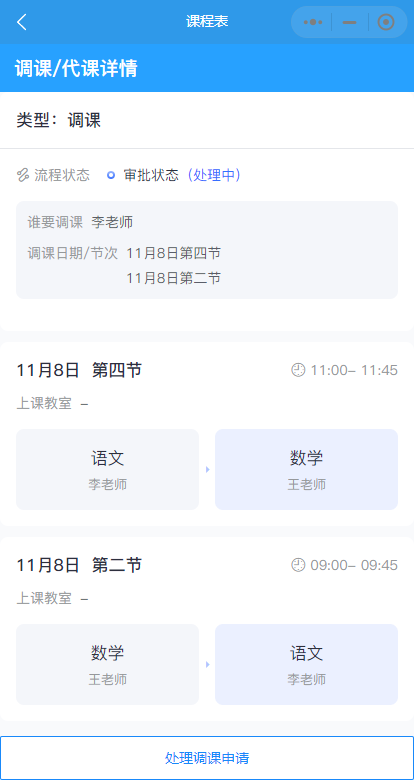 课程表
调课/代课详情
类型：调课
流程状态 审批状态（处理中）
谁要调课 李老师
调课日期/节次 11月8日第四节
11月8日第二节
11月8日 第四节 11:00- 11:45
上课教室 -
语文 数学
李老师 王老师
11月8日 第二节 09:00- 09:45
上课教室 -
数学 语文
王老师 李老师
处理调课申请